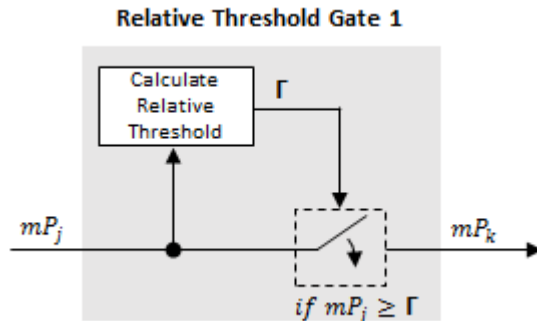 Relative Threshold Gate 1
Calculate
Relative
Threshold
Γ
mP_j
mP_k
if mP_j ≥ Γ